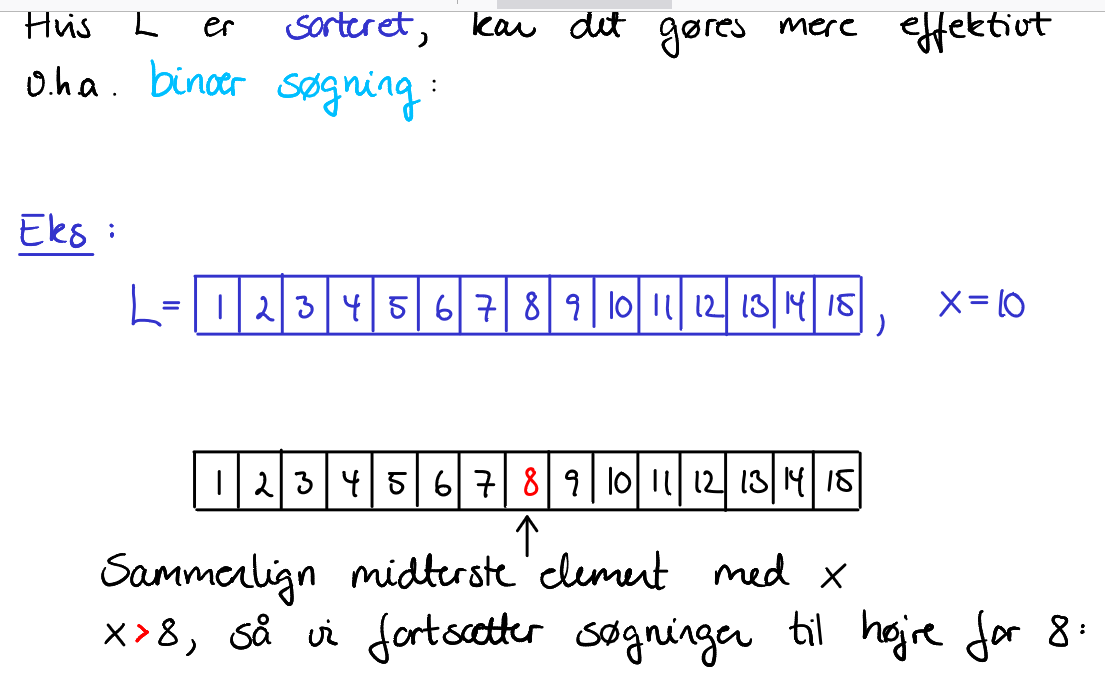 Hvis L er sorteret, kan det gøres mere effektivt
v.h.a. binær søgning:
Eks:
L= 1 2 3 4 5 6 7 8 9 10 11 12 13 14 15, x=10
1 2 3 4 5 6 7 8 9 10 11 12 13 14 15
Sammenlign midterste element med x
x>8, så vi fortsætter søgningen til højre for 8: